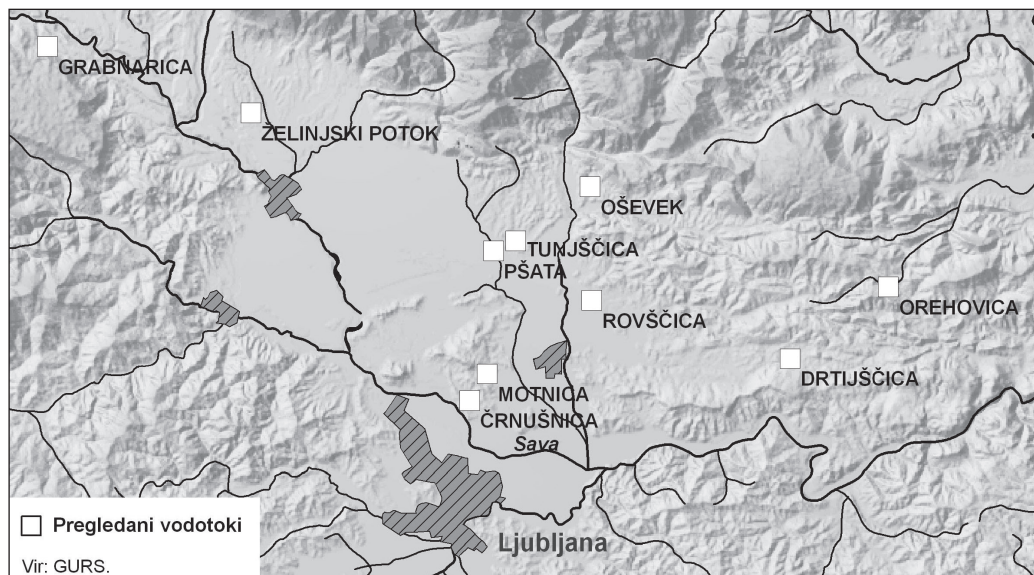 GRABNARICA
ŽELINJSKI POTOK
OŠEVEK
TUNJŠČICA
PŠATA
OREHOVICA
ROVŠČICA
DRTIJŠČICA
MOTNICA
ČRNUŠNICA
Sava
Pregledani vodotoki
Ljubljana
Vir: GURS.